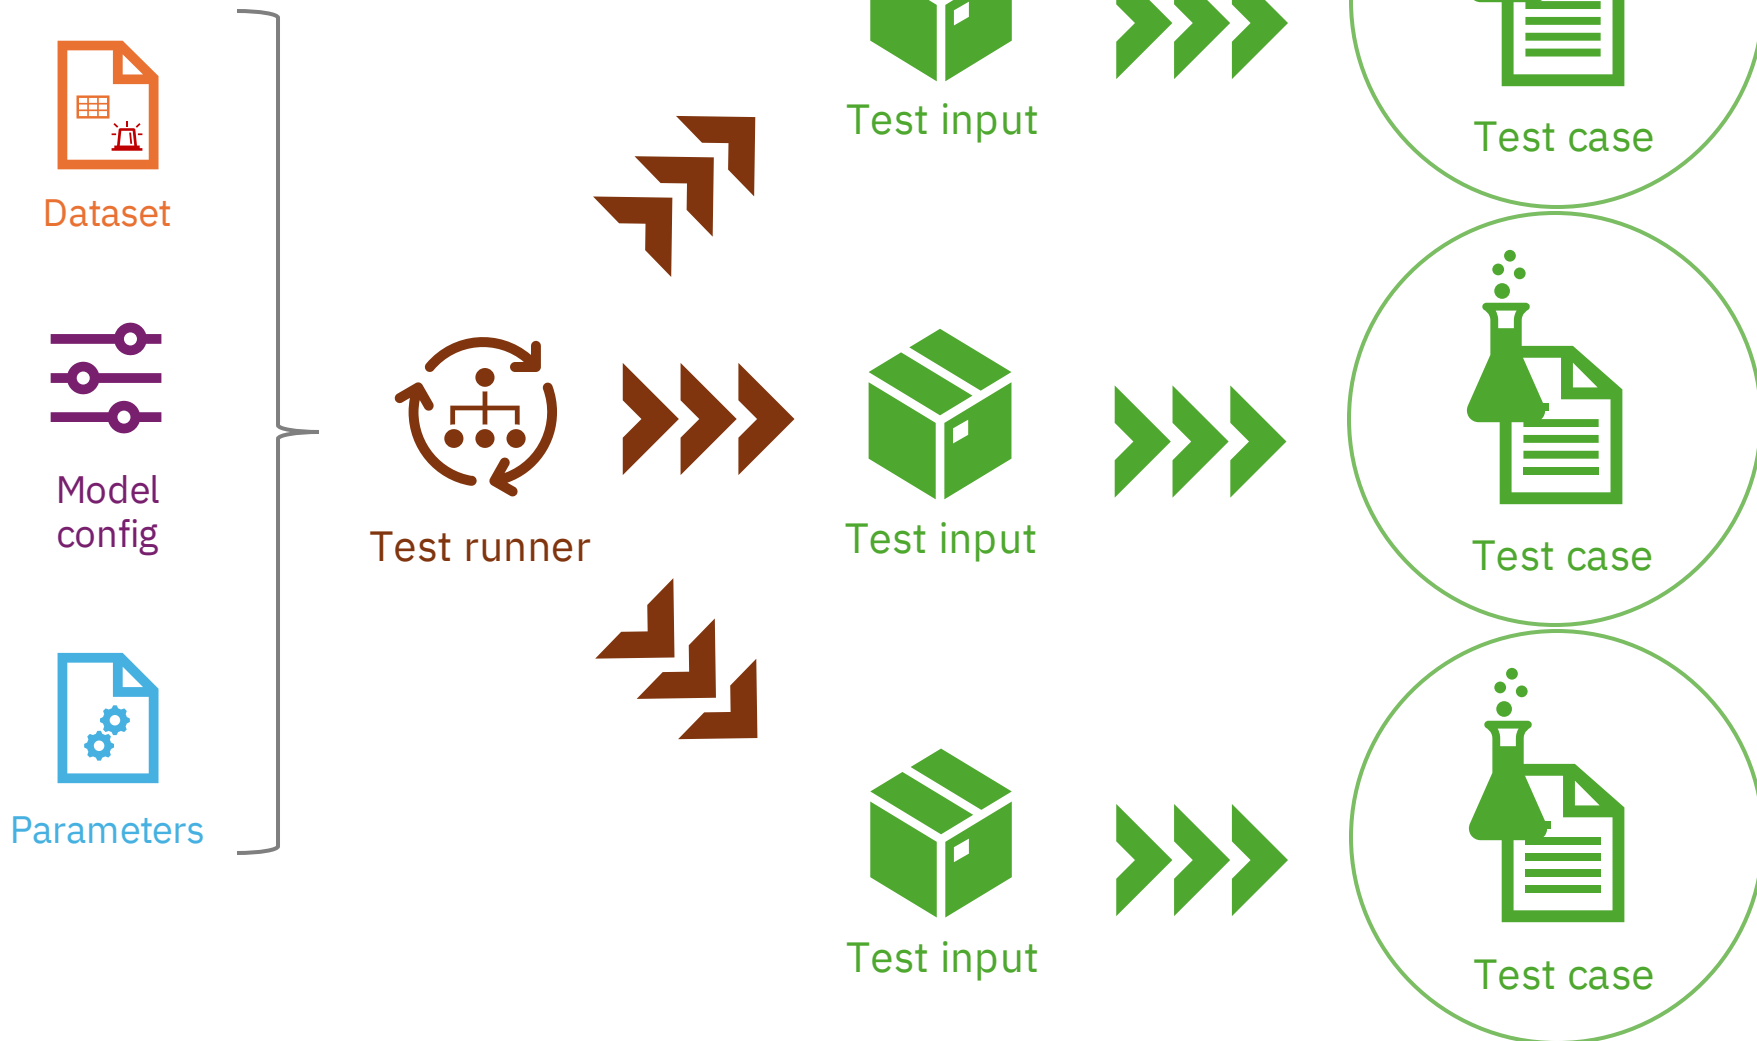 Dataset
Model
config
Parameters
Test runner
Test input
Test input
Test input
Test case
Test case
Test case